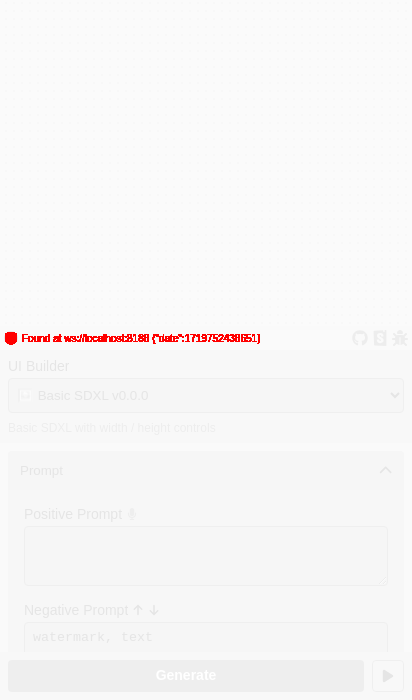 Found at ws://localhost:8188 {"date":1719752438651}
UI Builder
Basic SDXL v0.0.0
Basic SDXL with width / height controls
Prompt
Positive Prompt
Negative Prompt
watermark, text
Generate